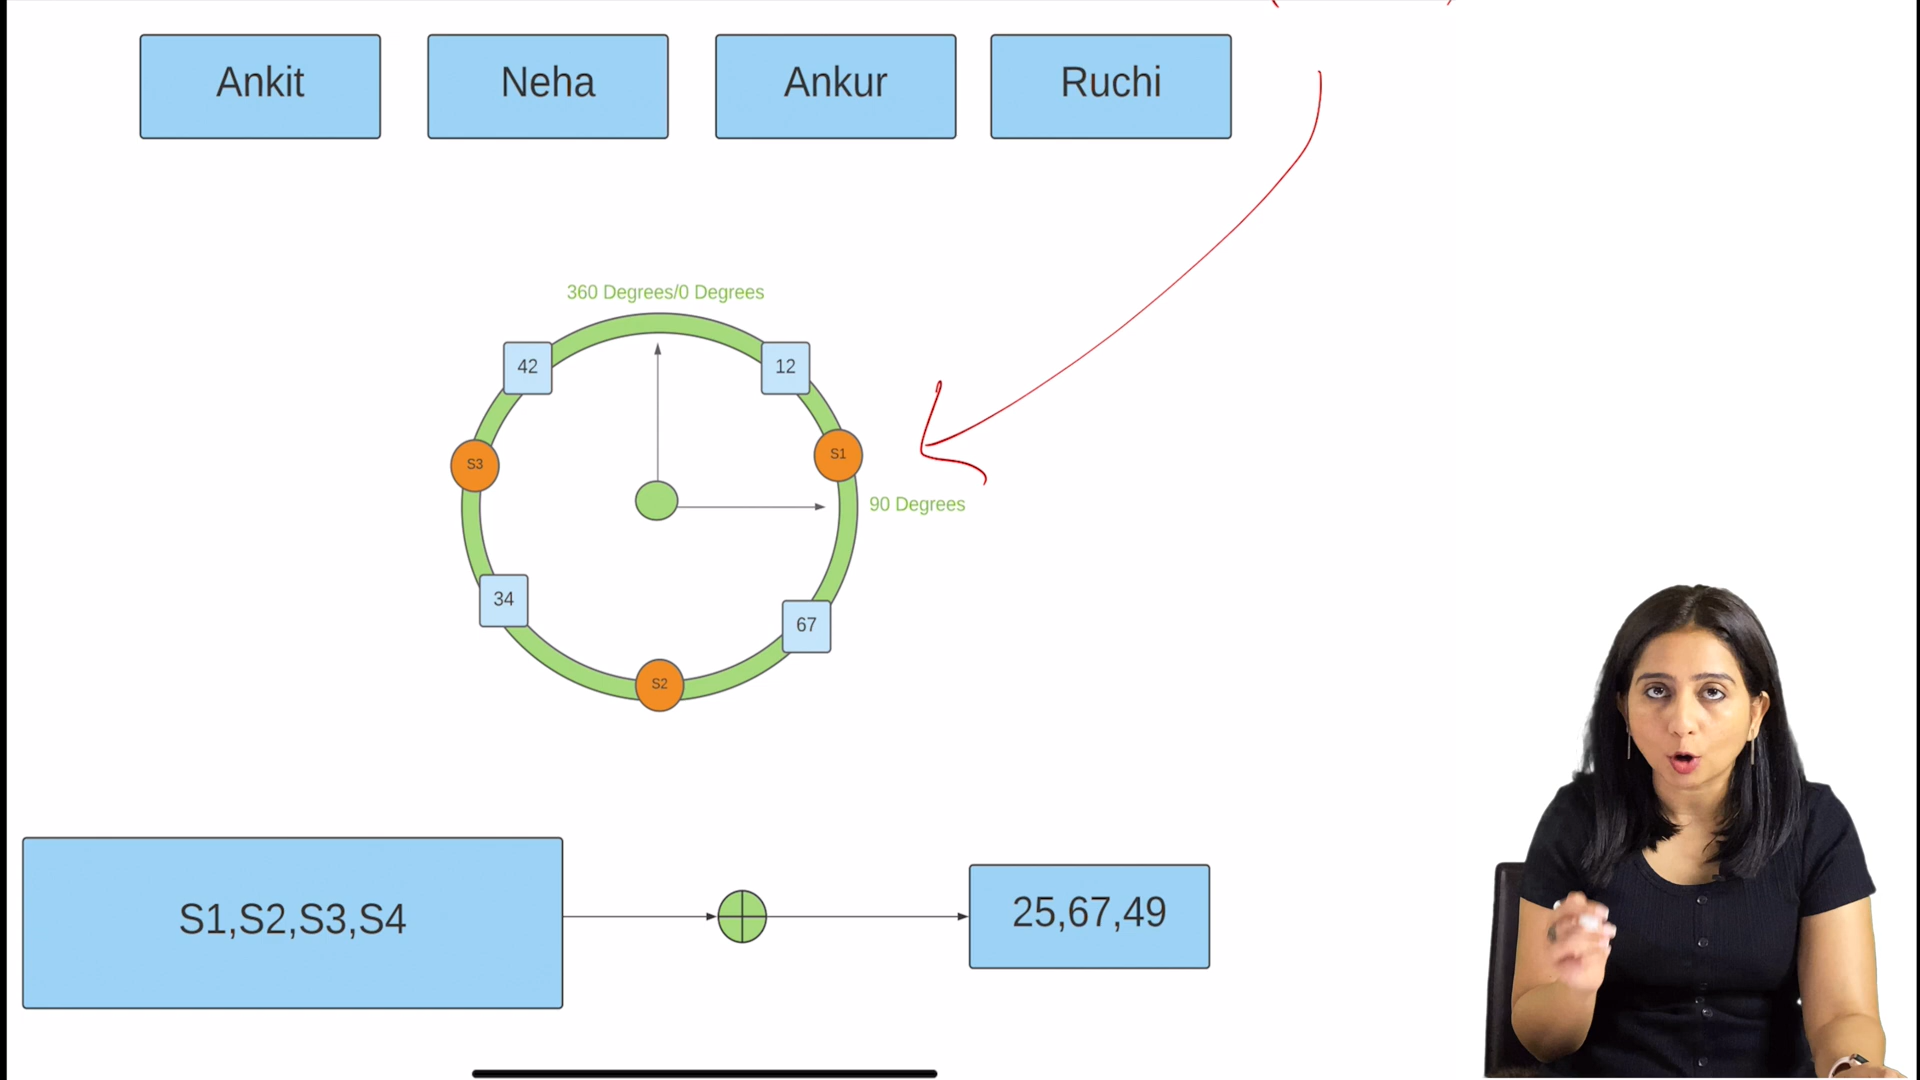 Ankit
Neha
Ankur
Ruchi
360 Degrees/0 Degrees
42
12
S3
S1
90 Degrees
34
67
S2
S1,S2,S3,S4
25,67,49